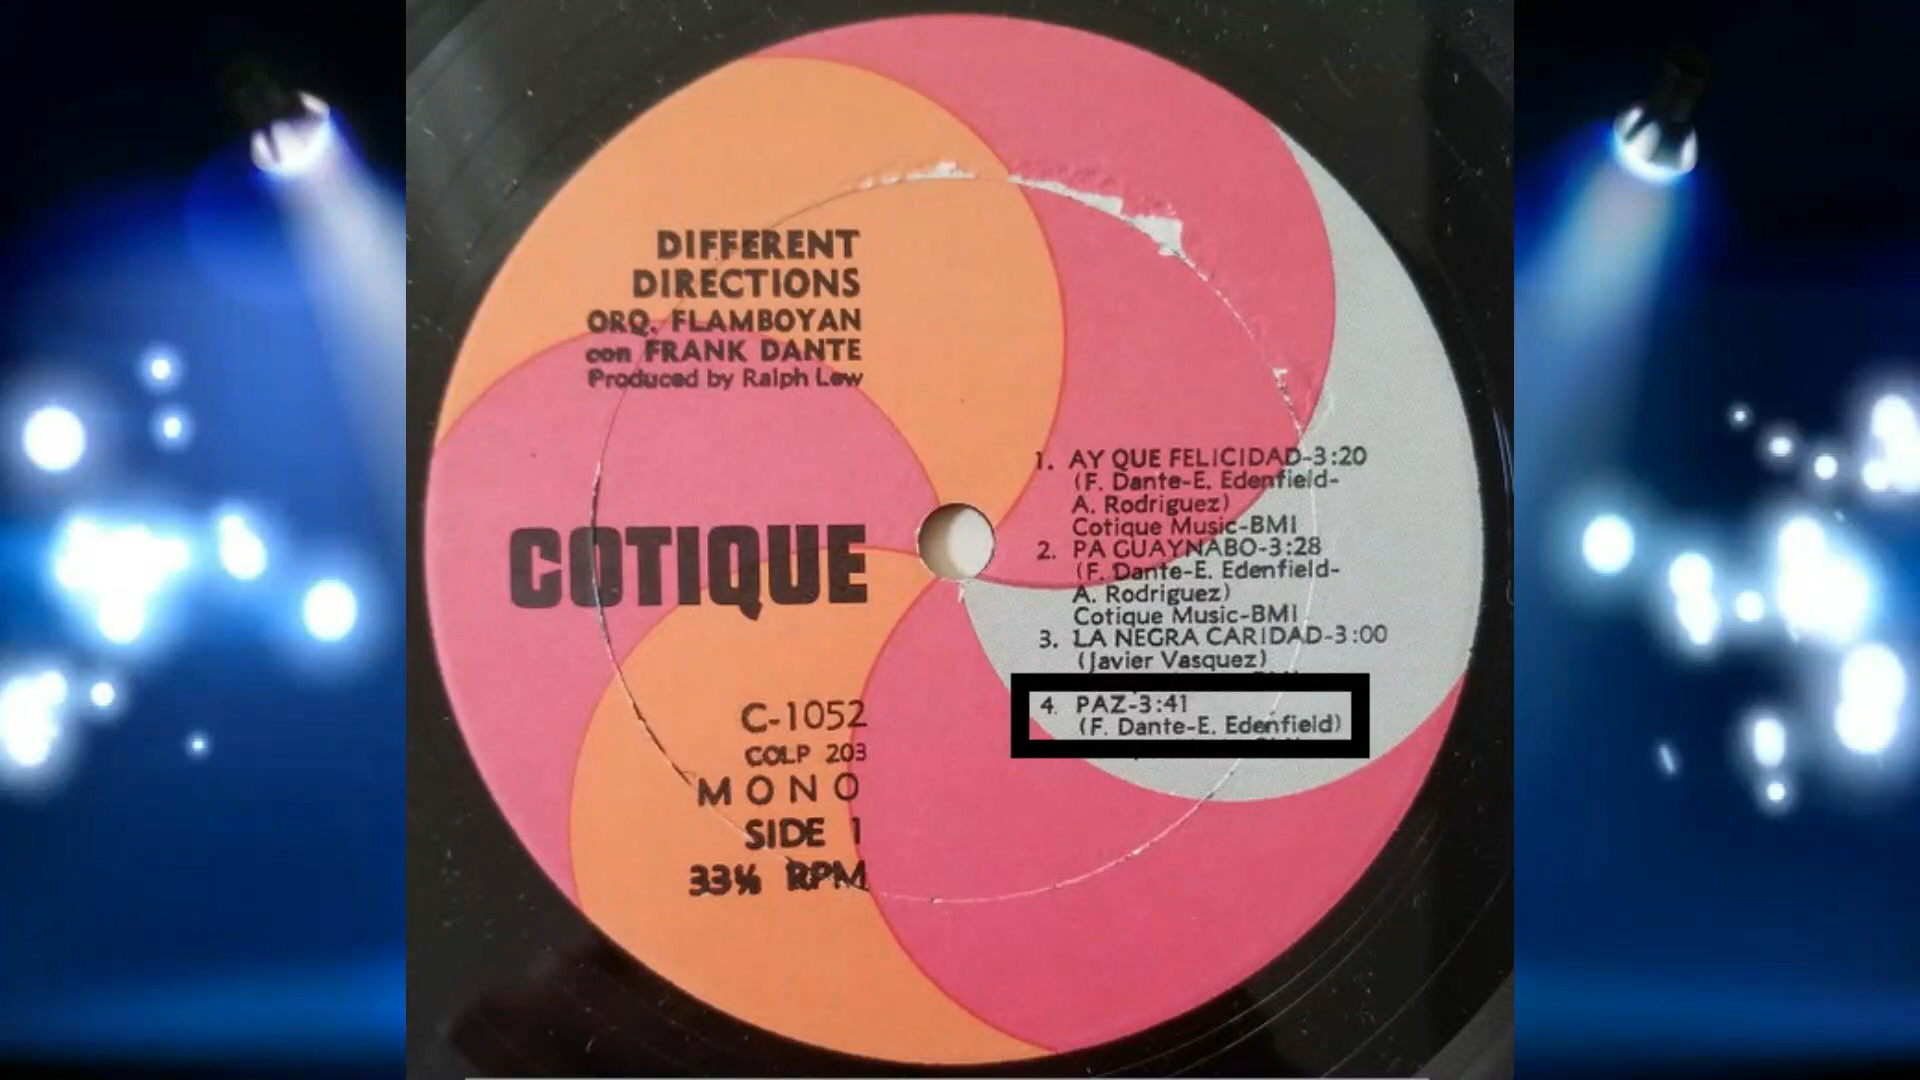 DIFFERENT
DIRECTIONS
ORQ. FLAMBOYAN
con FRANK DANTE
Produced by Ralph Lew
COTIQUE
C-1052
COLP 203
MONO
SIDE 1
33⅓ RPM
1. AY QUE FELICIDAD-3:20
(F. Dante-E. Edenfield-
A. Rodriguez)
Cotique Music-BMI
2. PA GUAYNABO-3:28
(F. Dante-E. Edenfield-
A. Rodriguez)
Cotique Music-BMI
3. LA NEGRA CARIDAD-3:00
(Javier Vasquez)
4. PAZ-3:41
(F. Dante-E. Edenfield)